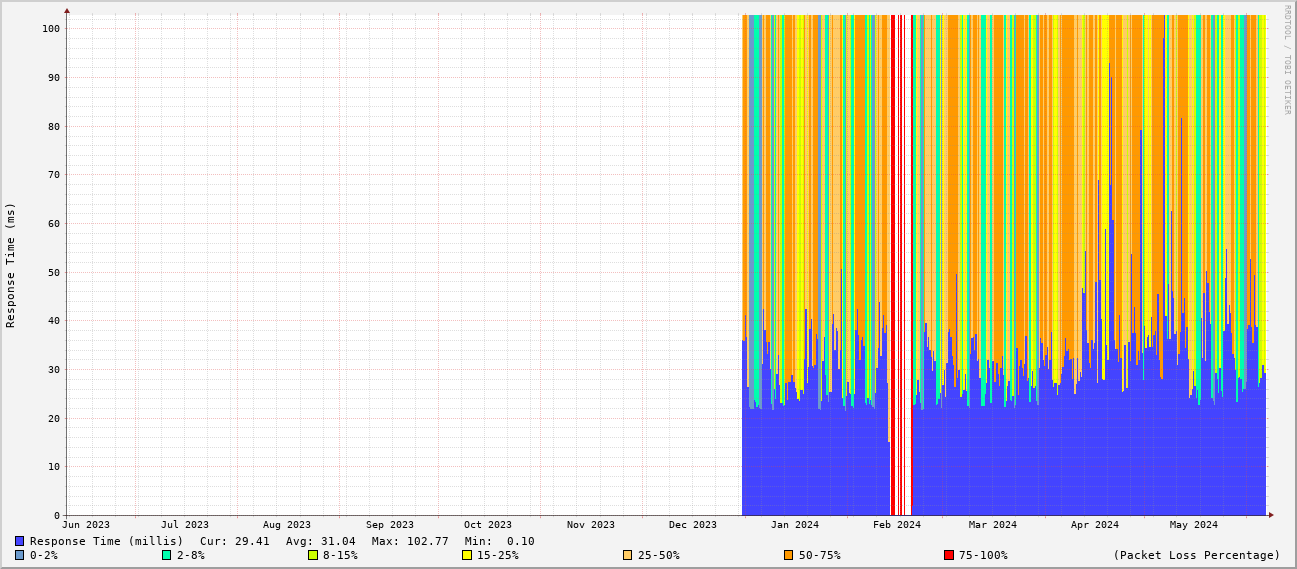 RRDTOOL / TOBI OETIKER
Response Time (ms)
100
90
80
70
60
50
40
30
20
10
0
Jun 2023 Jul 2023 Aug 2023 Sep 2023 Oct 2023 Nov 2023 Dec 2023 Jan 2024 Feb 2024 Mar 2024 Apr 2024 May 2024
Response Time (millis) Cur: 29.41 Avg: 31.04 Max: 102.77 Min: 0.10
0-2% 2-8% 8-15% 15-25% 25-50% 50-75% 75-100% (Packet Loss Percentage)